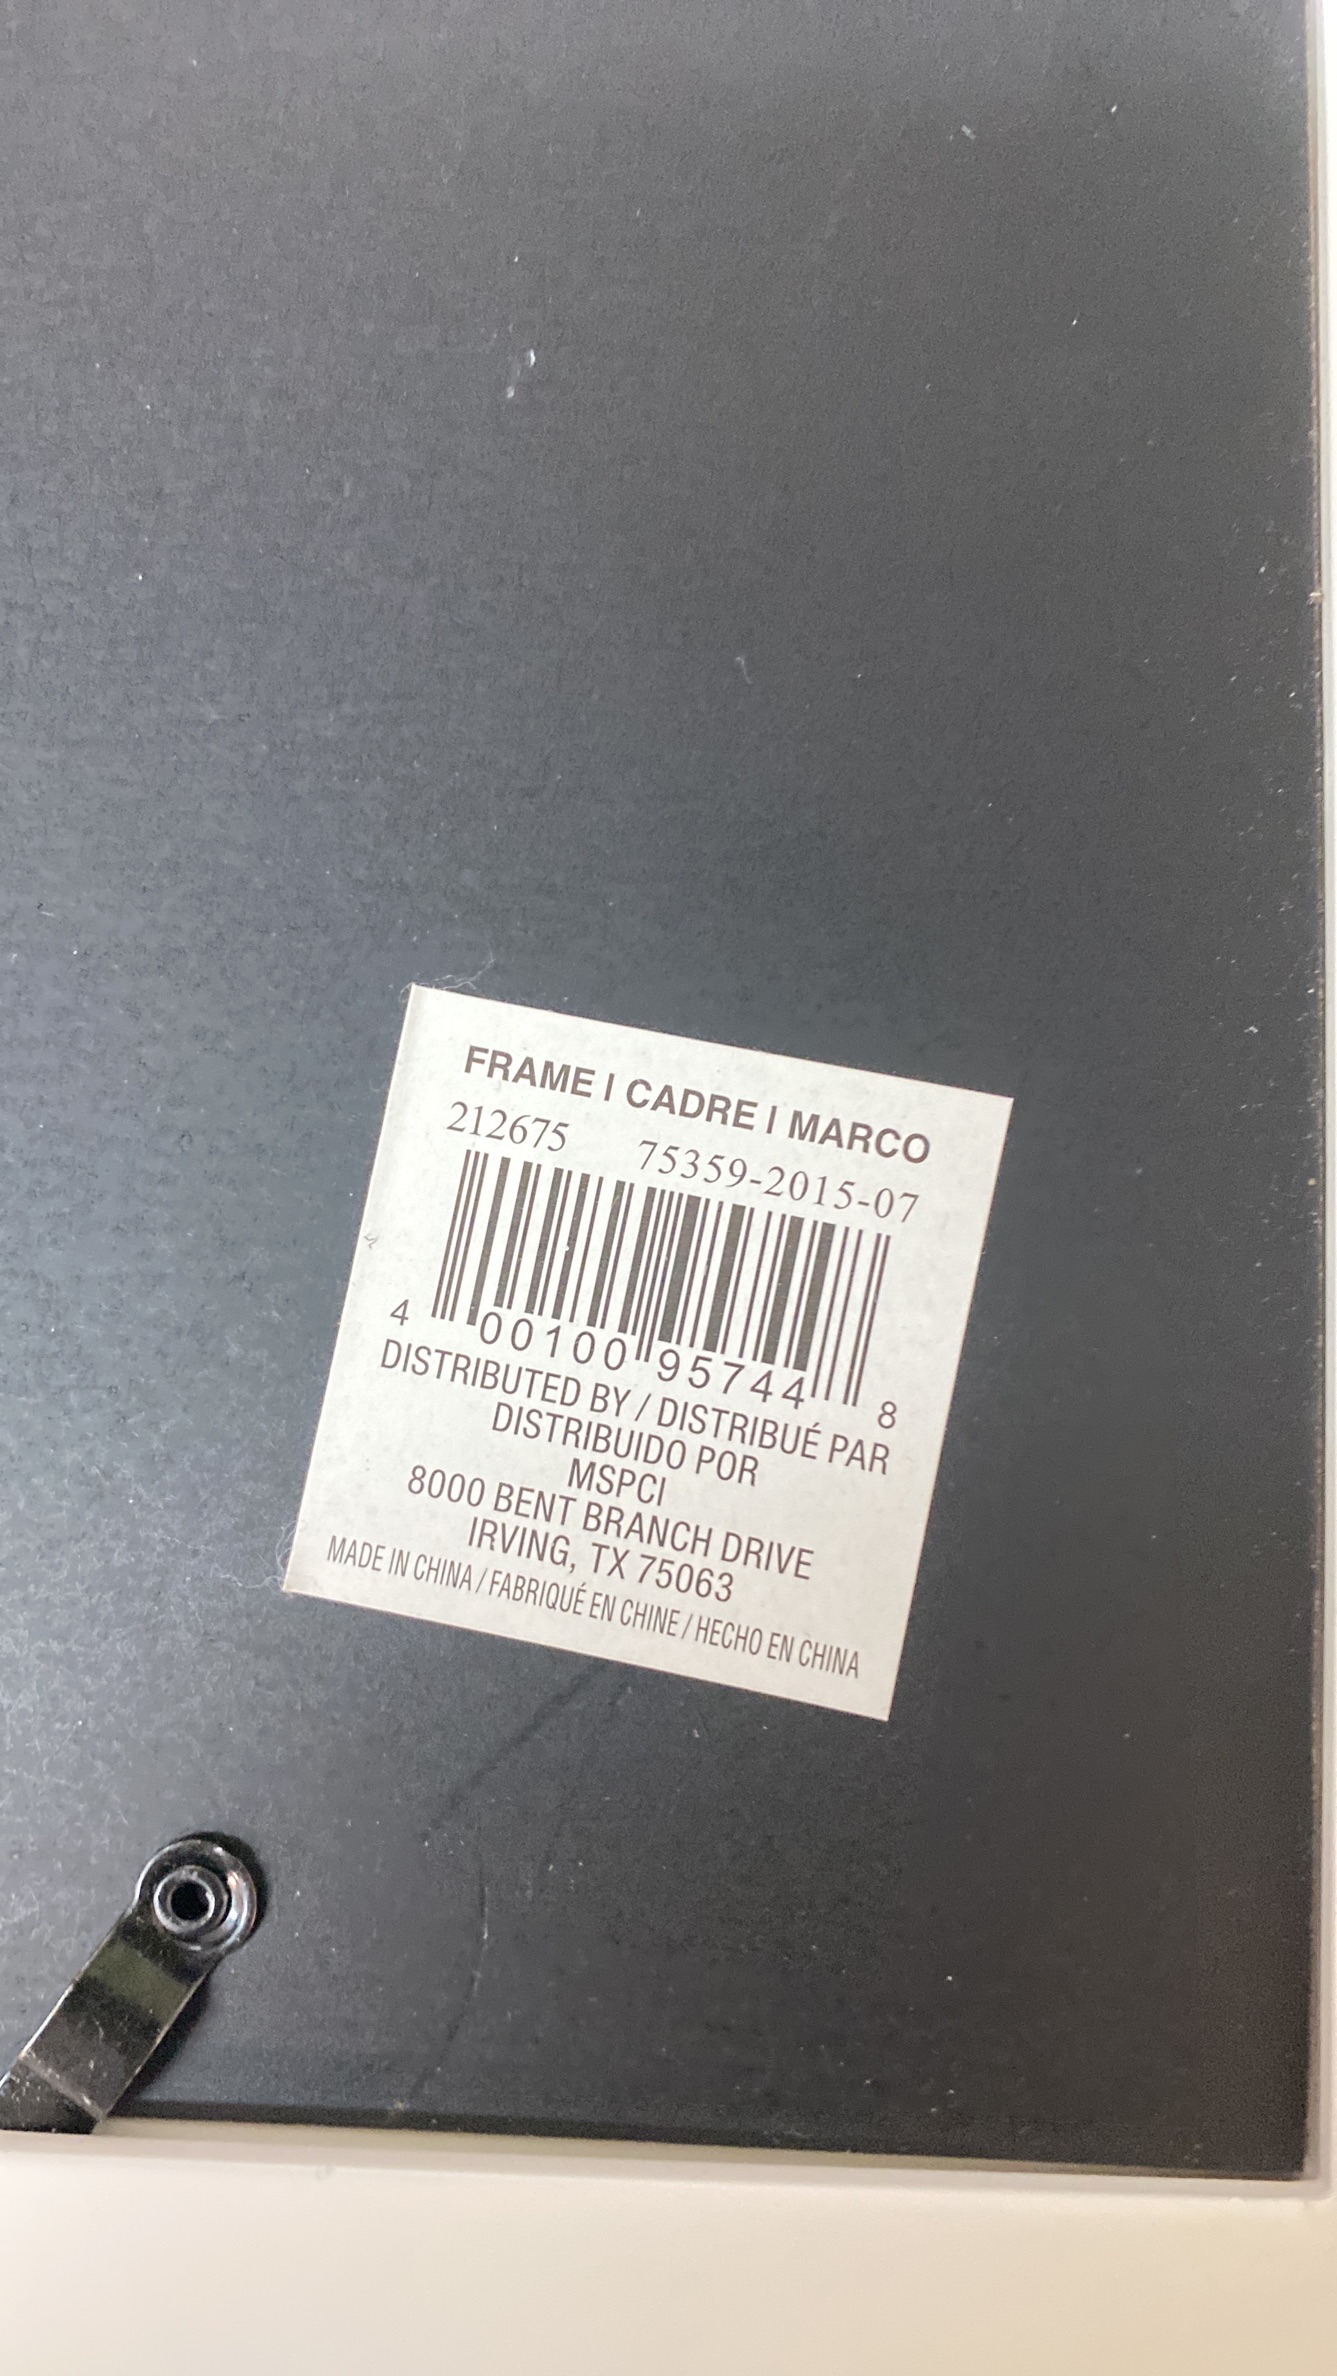 FRAME | CADRE | MARCO
212675 75359-2015-07
4 00100 95744 8
DISTRIBUTED BY / DISTRIBUÉ PAR
DISTRIBUIDO POR
MSPCI
8000 BENT BRANCH DRIVE
IRVING, TX 75063
MADE IN CHINA / FABRIQUÉ EN CHINE / HECHO EN CHINA